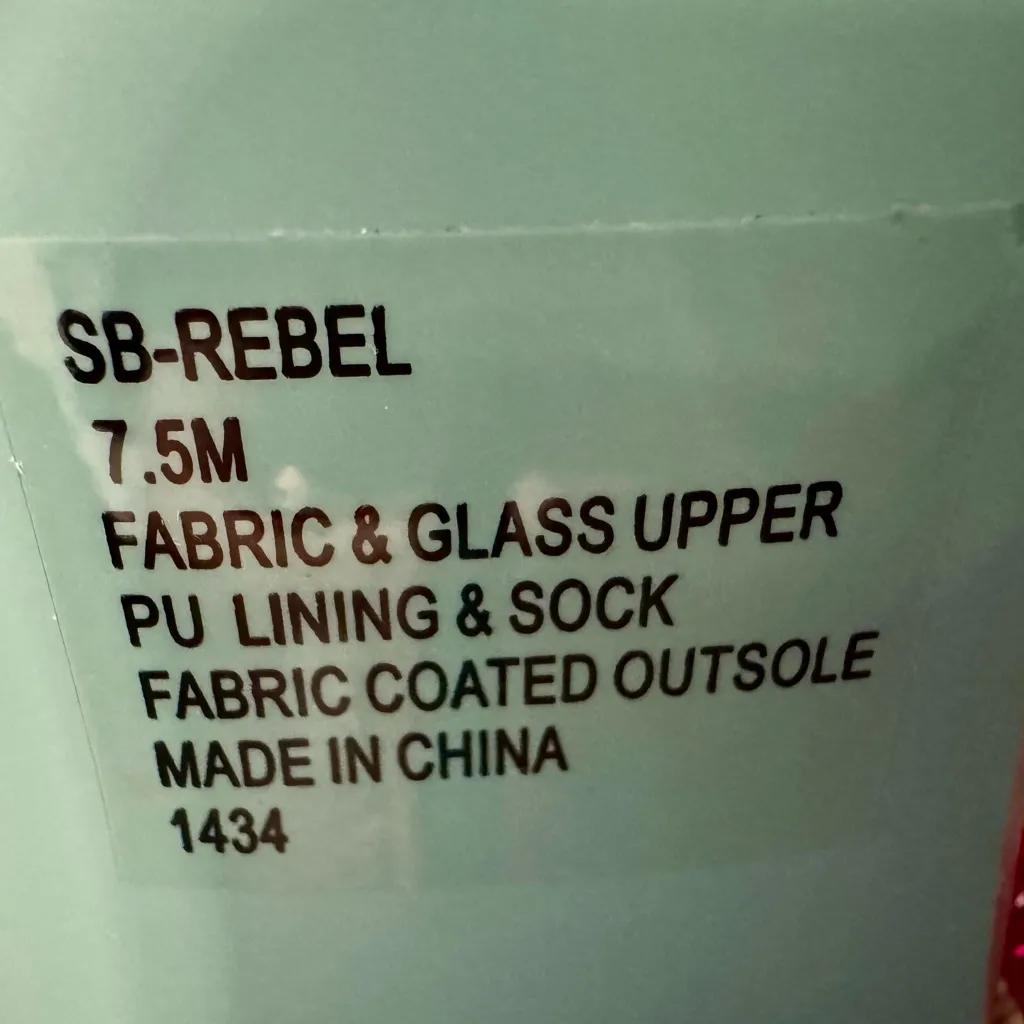 SB-REBEL
7.5M
FABRIC & GLASS UPPER
PU LINING & SOCK
FABRIC COATED OUTSOLE
MADE IN CHINA
1434